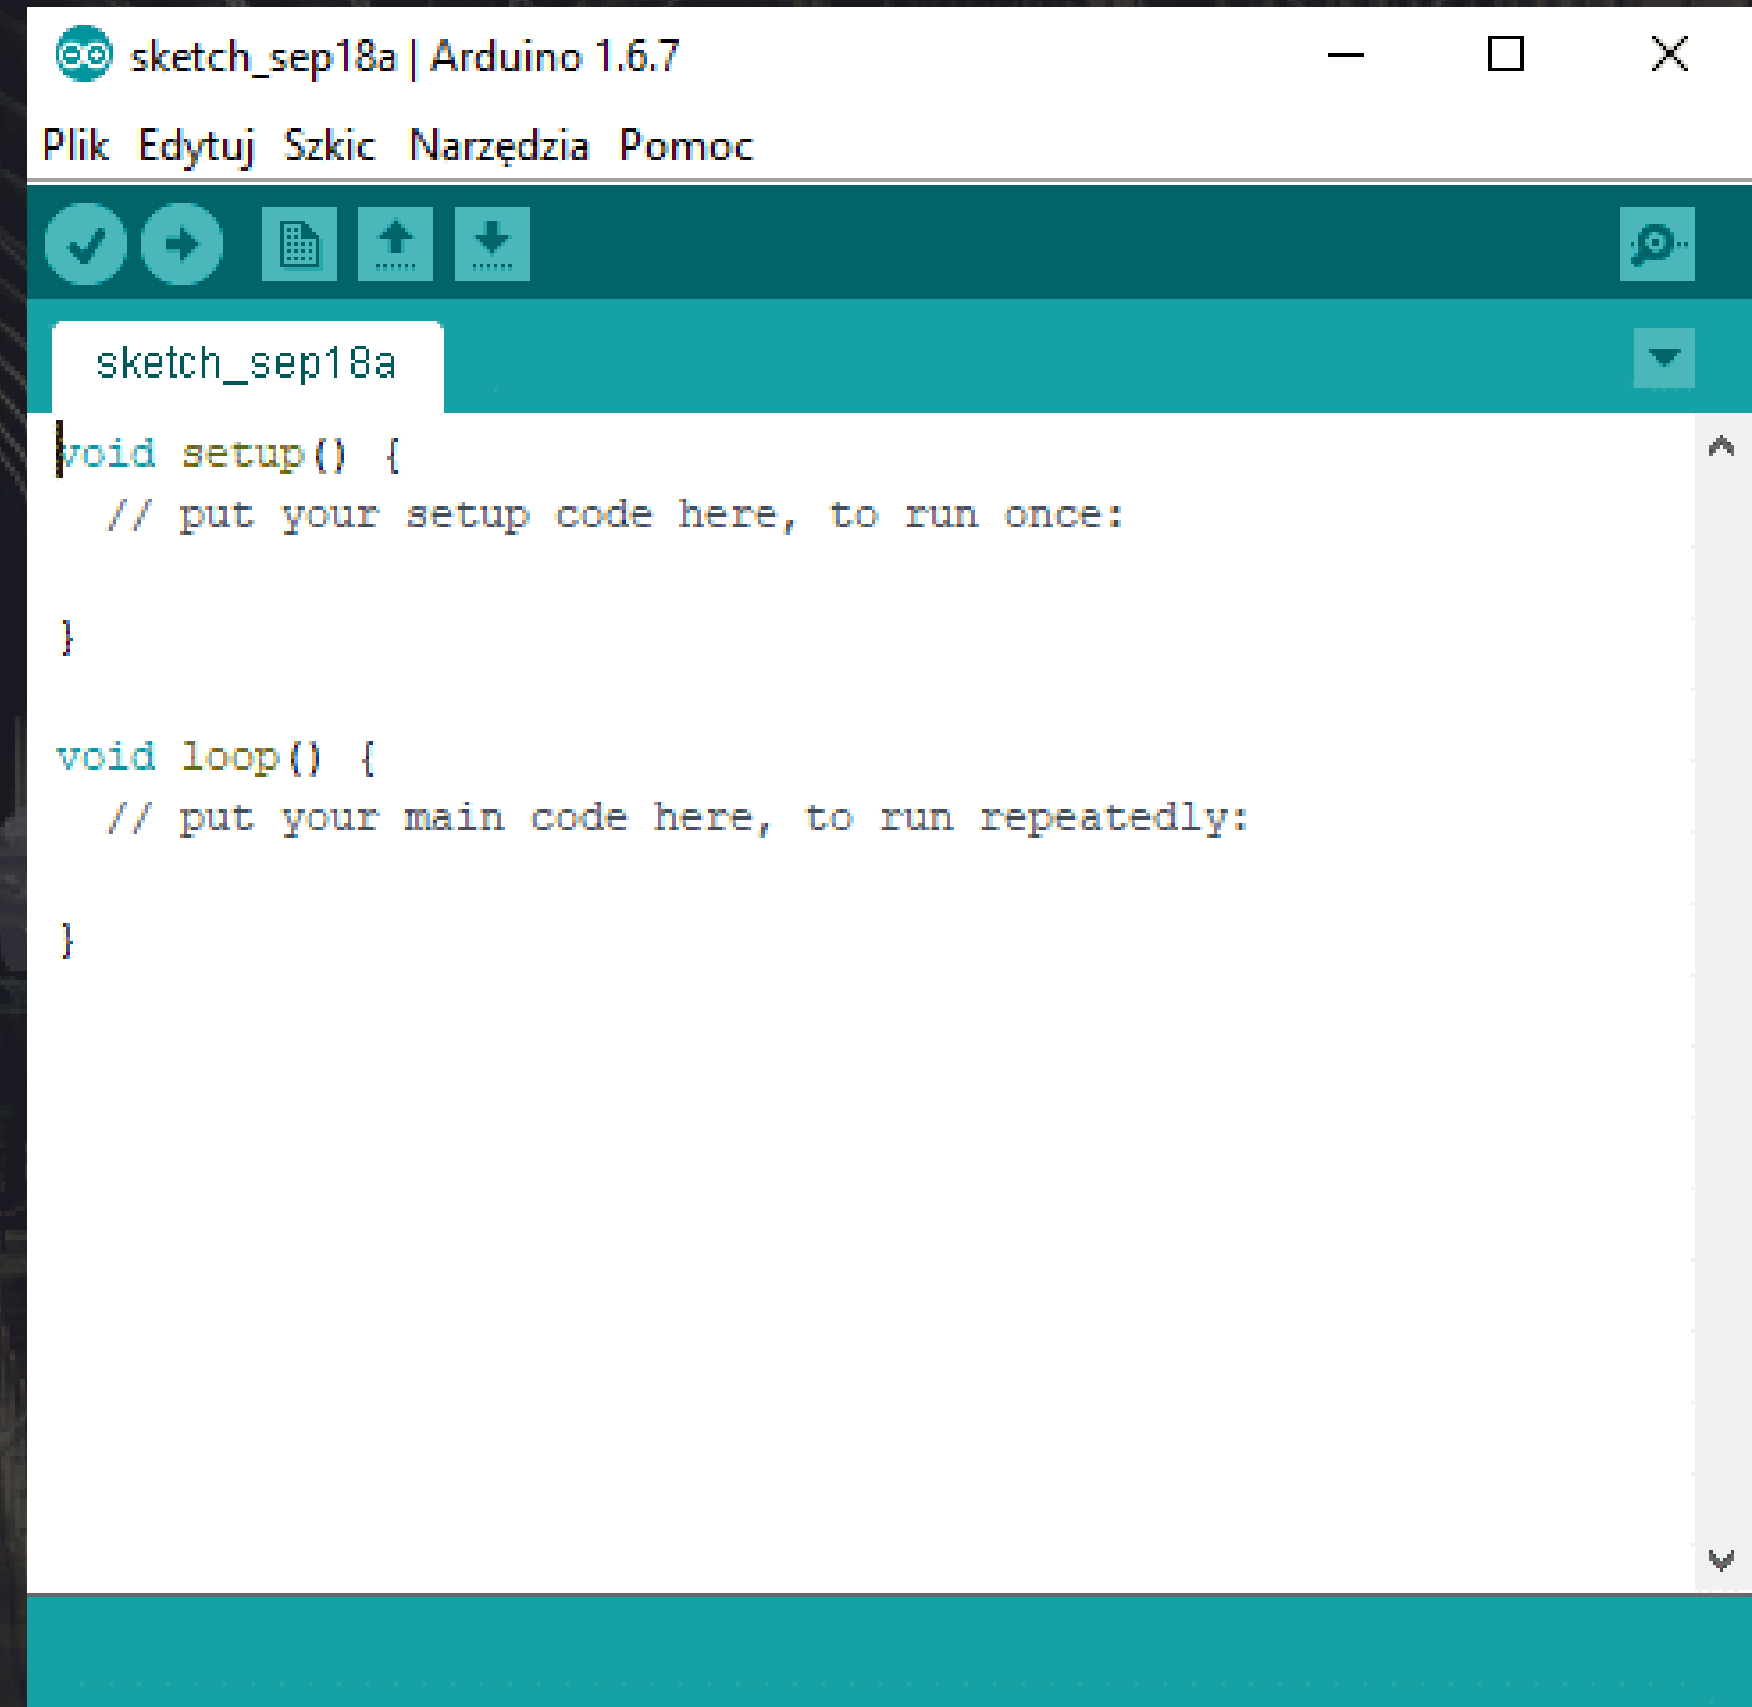 sketch_sep18a | Arduino 1.6.7
Plik Edytuj Szkic Narzędzia Pomoc
sketch_sep18a
void setup() {
  // put your setup code here, to run once:
}
void loop() {
  // put your main code here, to run repeatedly:
}